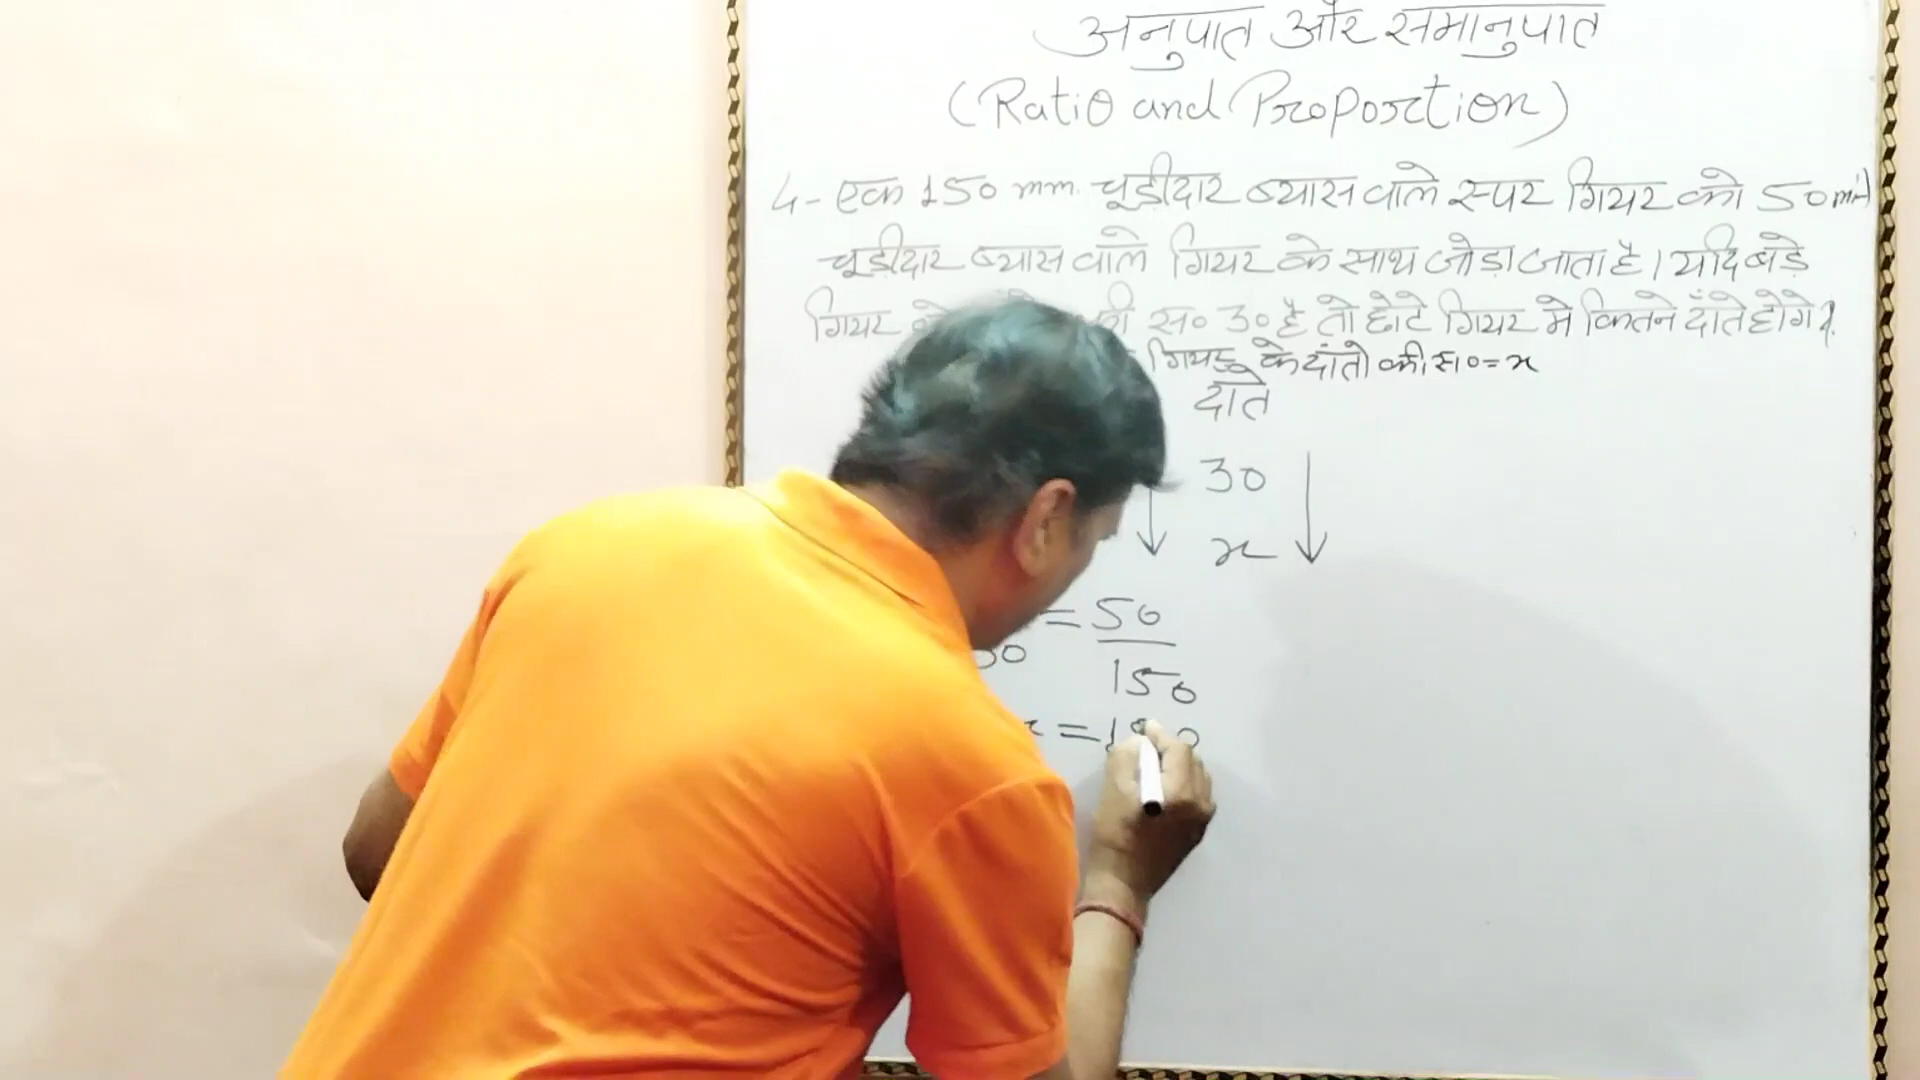 अनुपात और समानुपात
(Ratio and Proportion)
4- एक 150 mm चूड़ीदार व्यास वाले स्पर गियर को 50 mm
चूड़ीदार व्यास वाले गियर के साथ जोड़ा जाता है । यदि बड़े
गियर के स० 30 है तो छोटे गियर मे कितने दाँते होगे ?
गियर के दांतो की स०= x
दांते
30
x
= 50
150
=